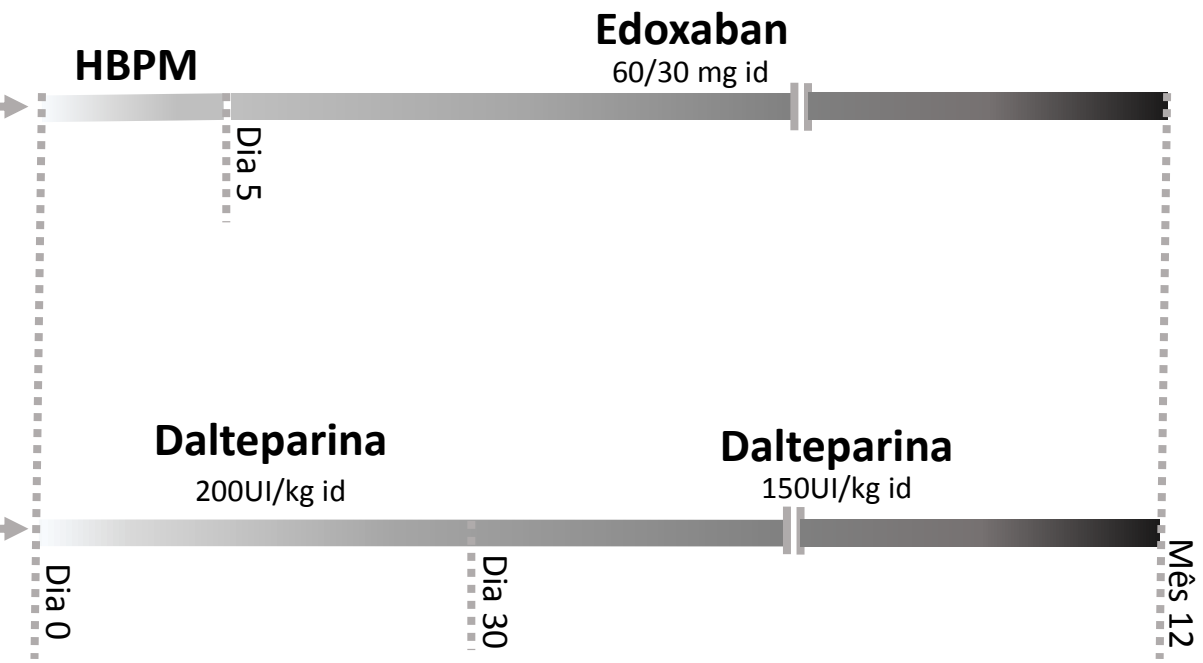 Edoxaban
60/30 mg id
HBPM
Dia 5
Dalteparina
200UI/kg id
Dalteparina
150UI/kg id
Dia 0
Dia 30
Mês 12